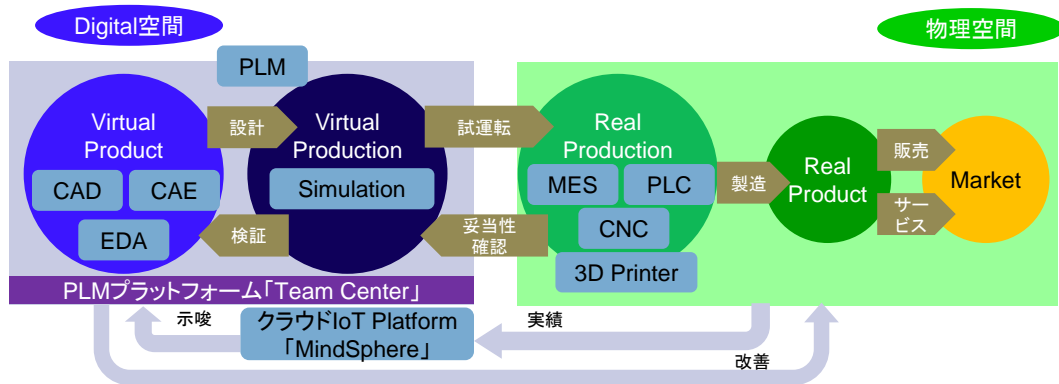 Digital空間
物理空間
PLM
Virtual
Product
CAD
CAE
EDA
設計
検証
Virtual
Production
Simulation
試運転
妥当性
確認
Real
Production
MES
PLC
CNC
3D Printer
製造
Real
Product
販売
サー
ビス
Market
PLMプラットフォーム「Team Center」
示唆
クラウドIoT Platform
「MindSphere」
実績
改善